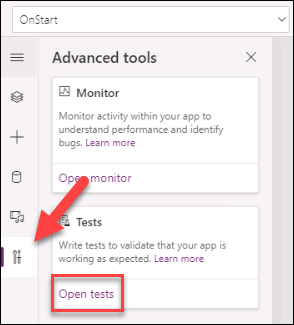 OnStart
Advanced tools
Monitor
Monitor activity within your app to
understand performance and identify
bugs. Learn more
Open monitor
Tests
Write tests to validate that your app is
working as expected. Learn more
Open tests